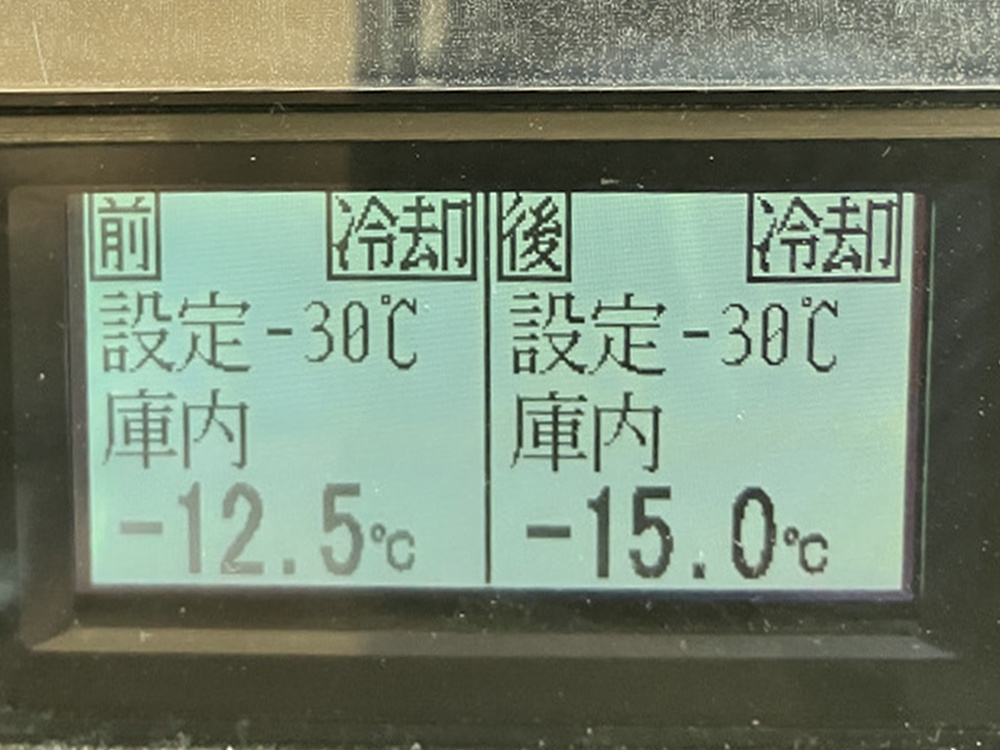 前 冷却
設定 -30℃
庫内
-12.5℃
後 冷却
設定 -30℃
庫内
-15.0℃